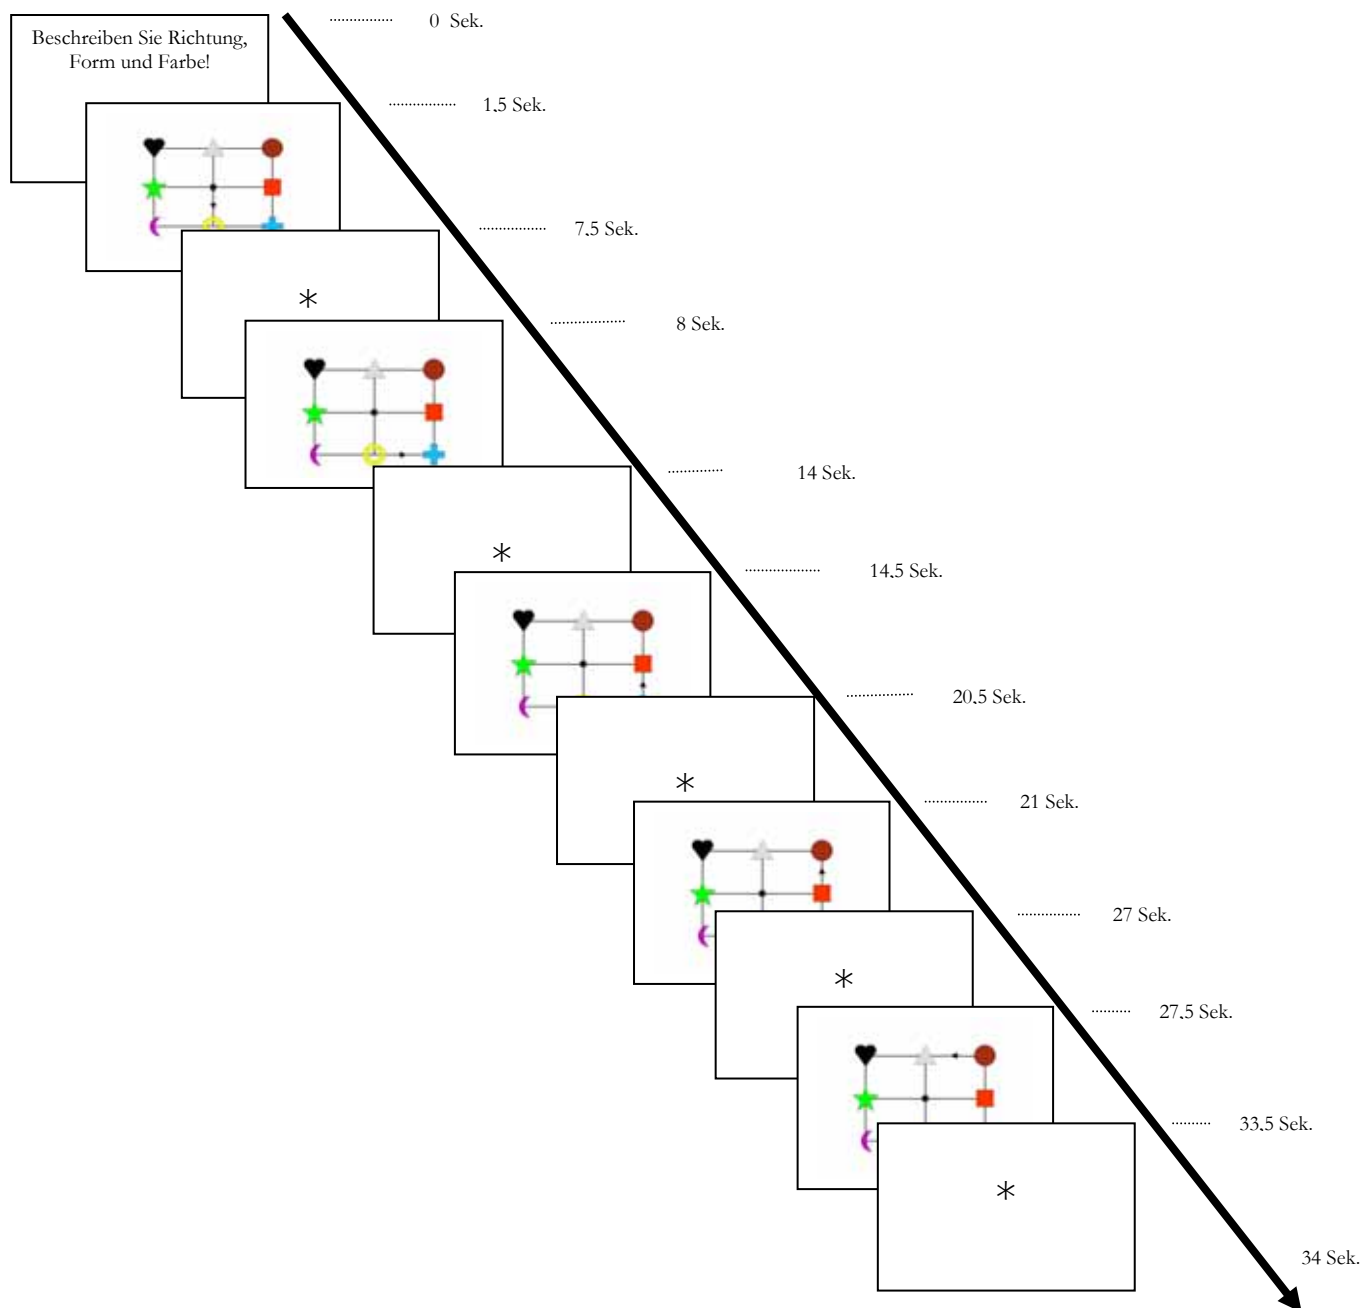 Beschreiben Sie Richtung,
Form und Farbe!
0 Sek.
1,5 Sek.
7,5 Sek.
*
8 Sek.
14 Sek.
*
14,5 Sek.
20,5 Sek.
*
21 Sek.
27 Sek.
*
27,5 Sek.
33,5 Sek.
*
34 Sek.